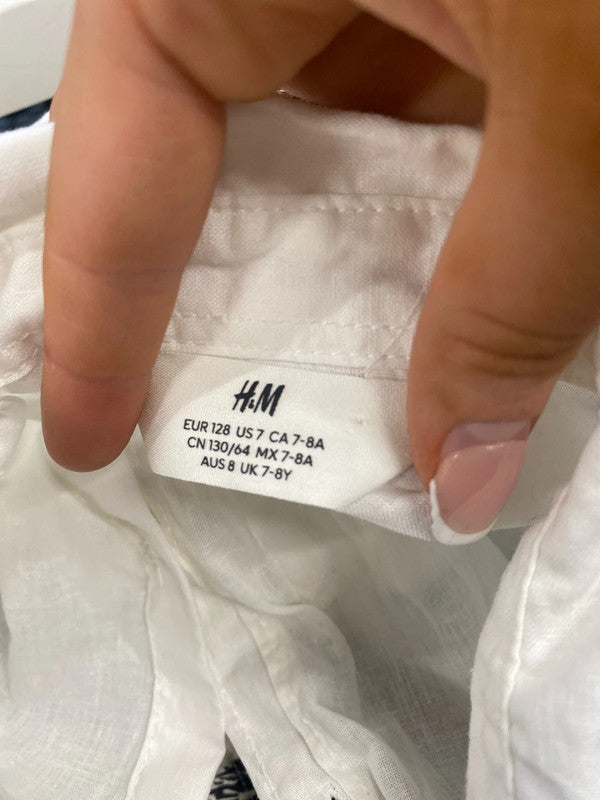 H&M
EUR 128 US 7 CA 7-8A
CN 130/64 MX 7-8A
AUS 8 UK 7-8Y